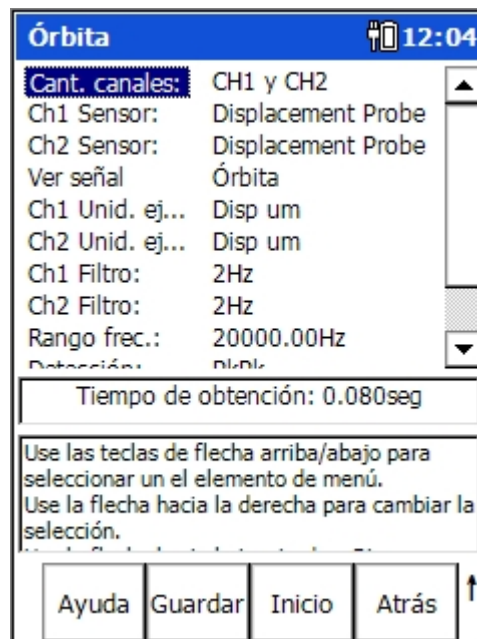 Órbita 12:04
Cant. canales: CH1 y CH2
Ch1 Sensor: Displacement Probe
Ch2 Sensor: Displacement Probe
Ver señal Órbita
Ch1 Unid. ej... Disp um
Ch2 Unid. ej... Disp um
Ch1 Filtro: 2Hz
Ch2 Filtro: 2Hz
Rango frec.: 20000.00Hz
Detección: PkPk
Tiempo de obtención: 0.080seg
Use las teclas de flecha arriba/abajo para
seleccionar un el elemento de menú.
Use la flecha hacia la derecha para cambiar la
selección.
Ayuda Guardar Inicio Atrás